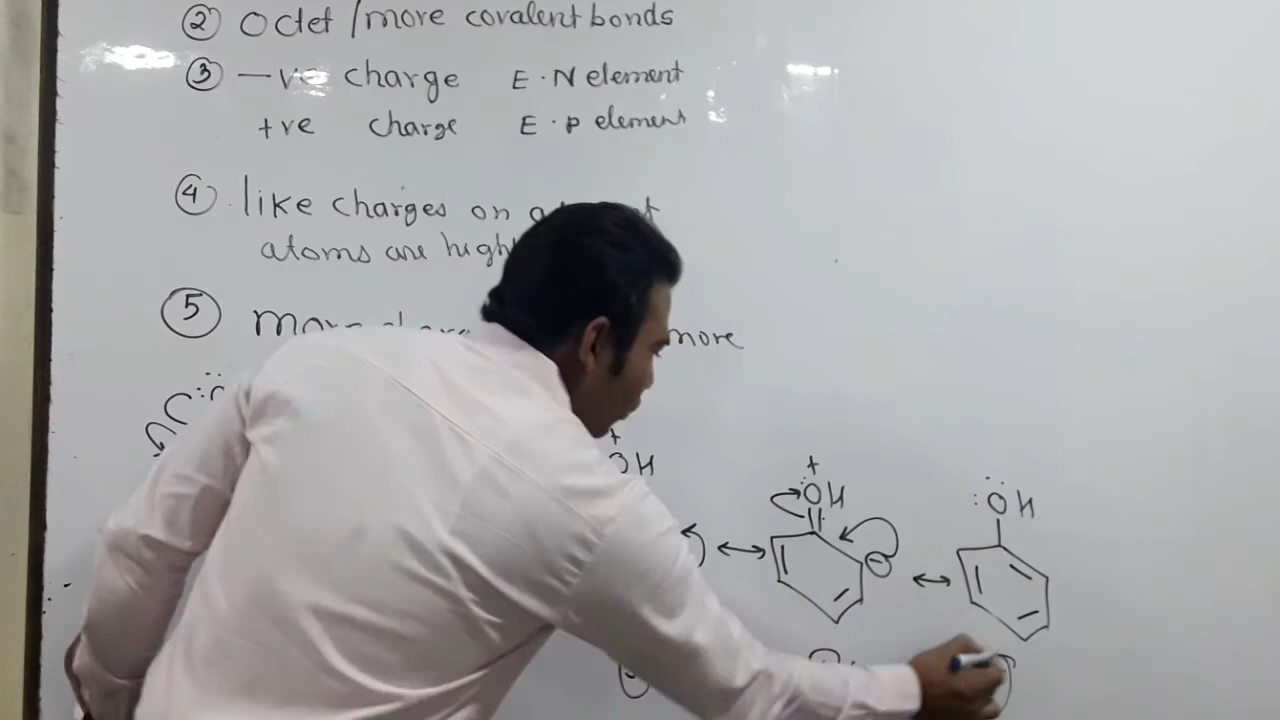 ② Octet / more covalent bonds
③ -ve charge E.N element
+ve charge E.P element
④ like charges on
atoms are
⑤ more
+
OH
+
OH
OH